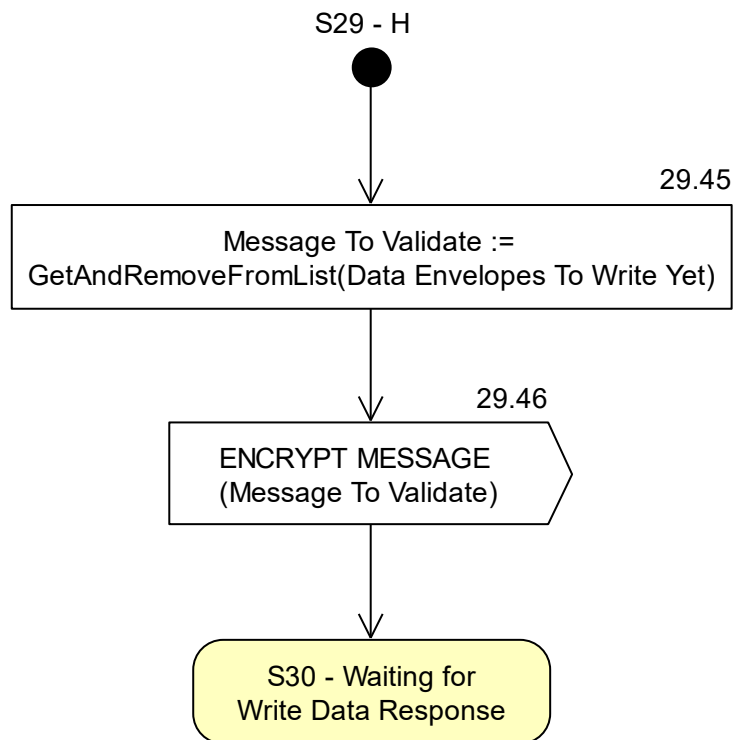 S29 - H
29.45
Message To Validate :=
GetAndRemoveFromList(Data Envelopes To Write Yet)
29.46
ENCRYPT MESSAGE
(Message To Validate)
S30 - Waiting for
Write Data Response